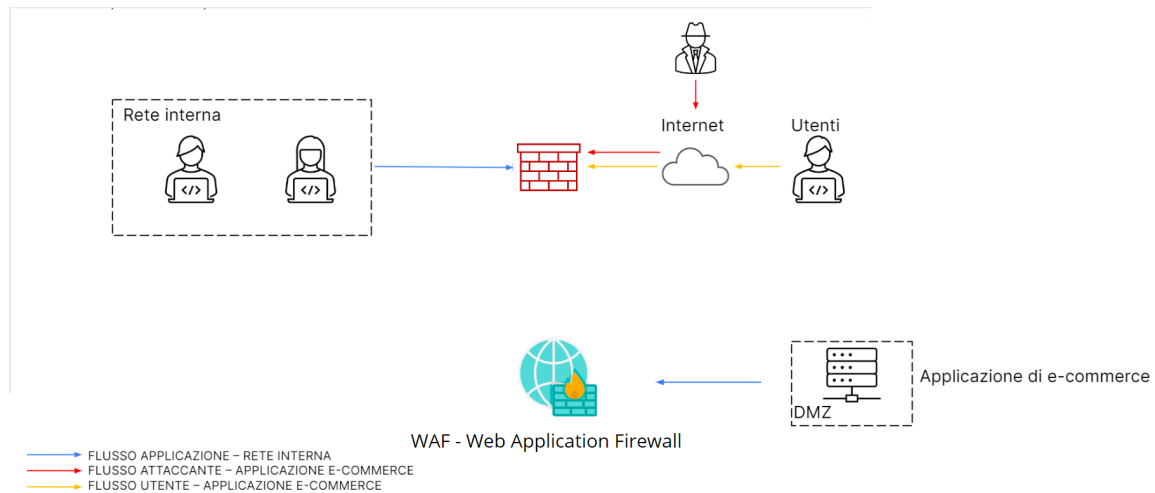 Internet
Utenti
Rete interna
Applicazione di e-commerce
DMZ
WAF - Web Application Firewall
FLUSSO APPLICAZIONE – RETE INTERNA
FLUSSO ATTACCANTE – APPLICAZIONE E-COMMERCE
FLUSSO UTENTE – APPLICAZIONE E-COMMERCE